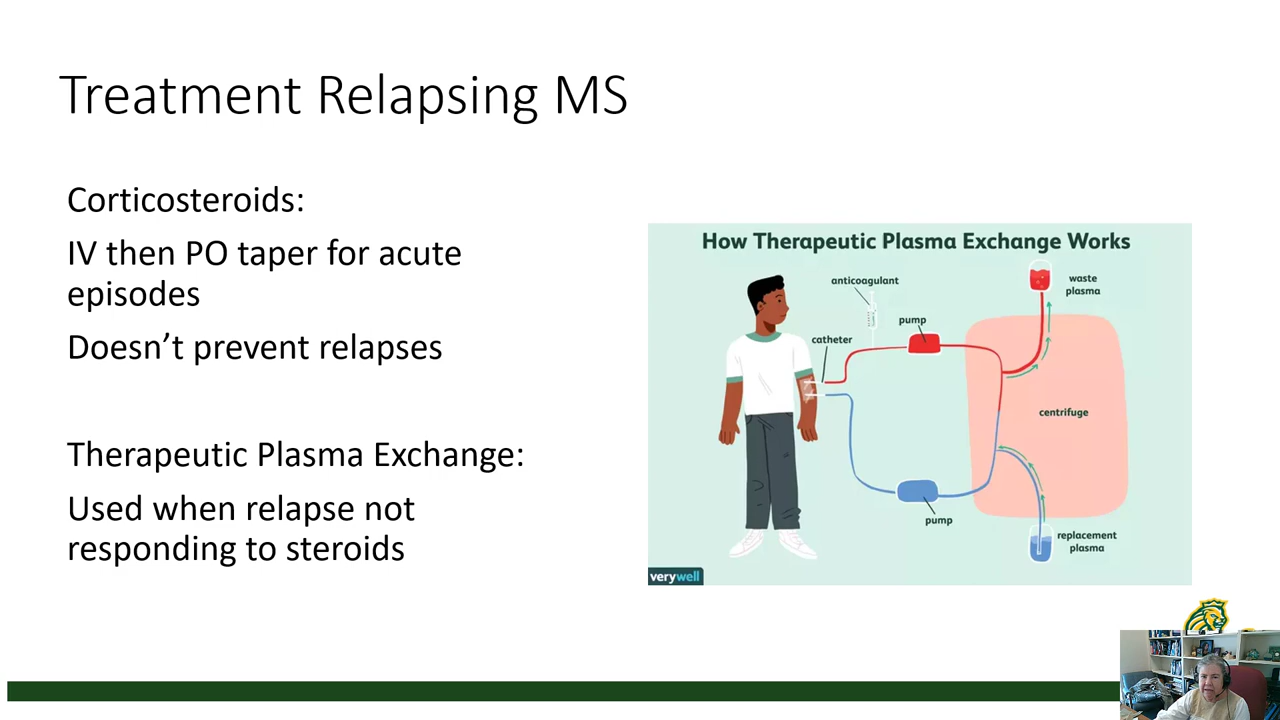 Treatment Relapsing MS
Corticosteroids:
IV then PO taper for acute
episodes
Doesn’t prevent relapses
Therapeutic Plasma Exchange:
Used when relapse not
responding to steroids
How Therapeutic Plasma Exchange Works
anticoagulant
waste
plasma
pump
catheter
centrifuge
pump
replacement
plasma
verywell